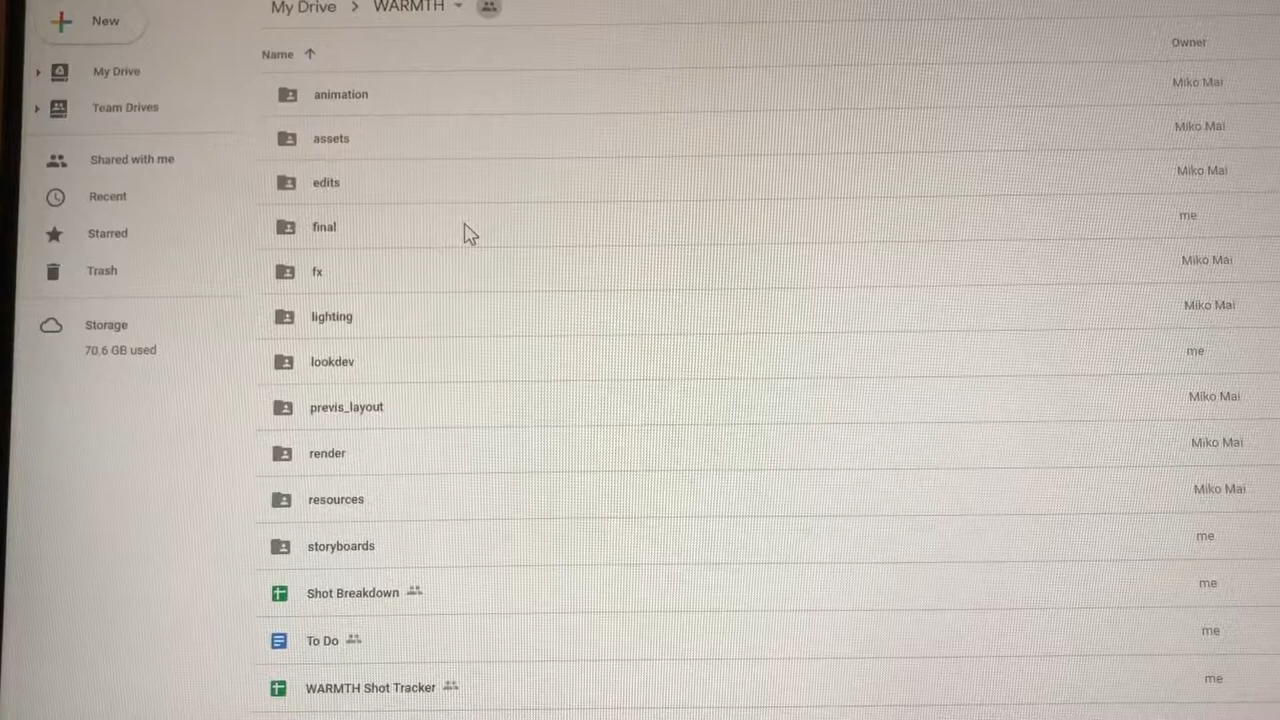 New
My Drive > WARMTH
Name
Owner
My Drive
Team Drives
Shared with me
Recent
Starred
Trash
Storage
70.6 GB used
animation Miko Mai
assets Miko Mai
edits Miko Mai
final me
fx Miko Mai
lighting Miko Mai
lookdev me
previs_layout Miko Mai
render Miko Mai
resources Miko Mai
storyboards me
Shot Breakdown me
To Do me
WARMTH Shot Tracker me